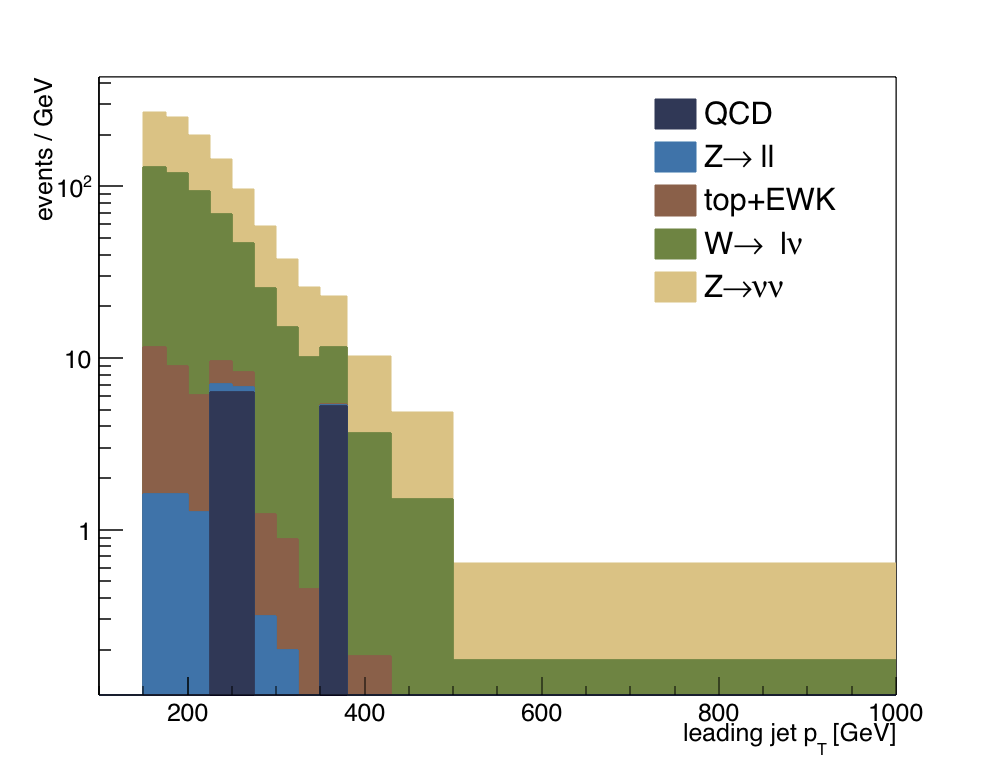 events / GeV
10²
10
1
QCD
Z→ ll
top+EWK
W→ lν
Z→νν
200 400 600 800 1000
leading jet p_T [GeV]